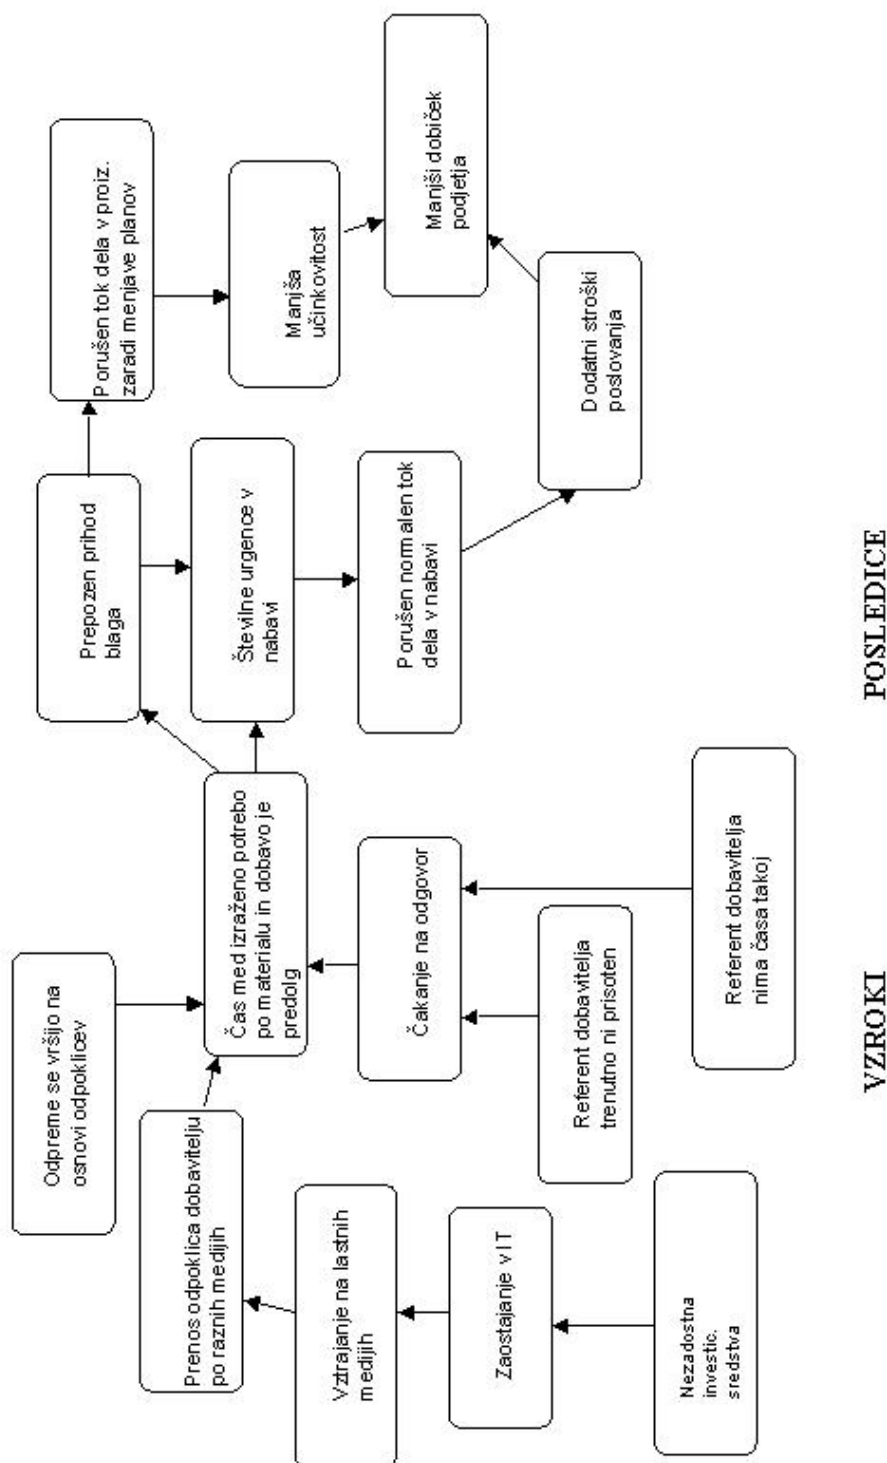 Odpreme se vršijo na
osnovi odpoklicev
Prenos odpoklica dobavitelju
po raznih medijih
Vztrajanje na lastnih
medijih
Zaostajanje v IT
Nezadostna
investic.
sredstva
Čas med izraženo potrebo
po materialu in dobavo je
predolg
Čakanje na odgovor
Referent dobavitelja
trenutno ni prisoten
Referent dobavitelja
nima časa takoj
Prepozen prihod
blaga
Številne urgence v
nabavi
Porušen normalen tok
dela v nabavi
Porušen tok dela v proiz.
zaradi menjave planov
Manjša
učinkovitost
Manjši dobiček
podjetja
Dodatni stroški
poslovanja
VZROKI
POSLEDICE